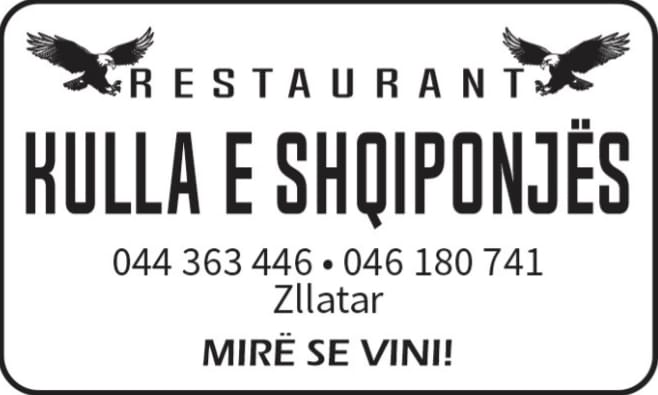 RESTAURANT
KULLA E SHQIPONJËS
044 363 446 • 046 180 741
Zllatar
MIRË SE VINI!